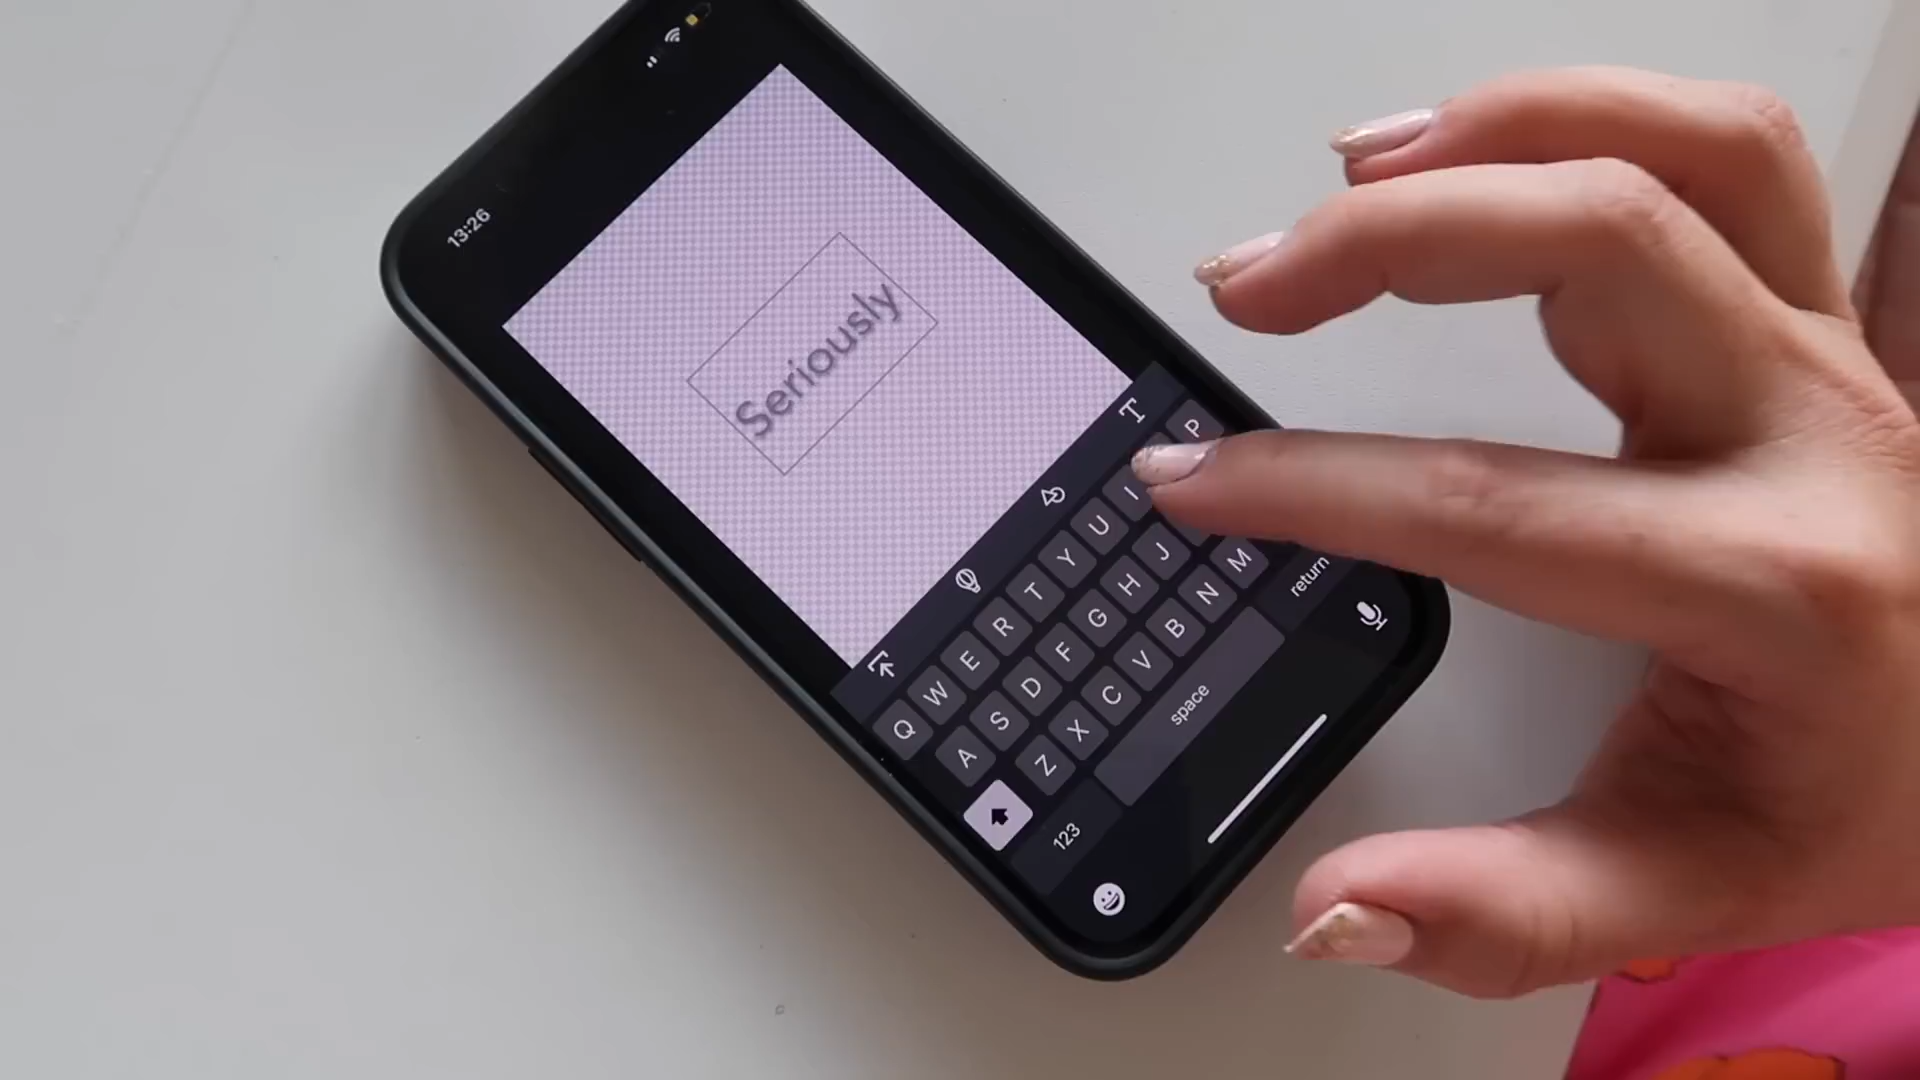 13:26
Seriously
Q W E R T Y U I P
A S D F G H J
Z X C V B N M
123 space return